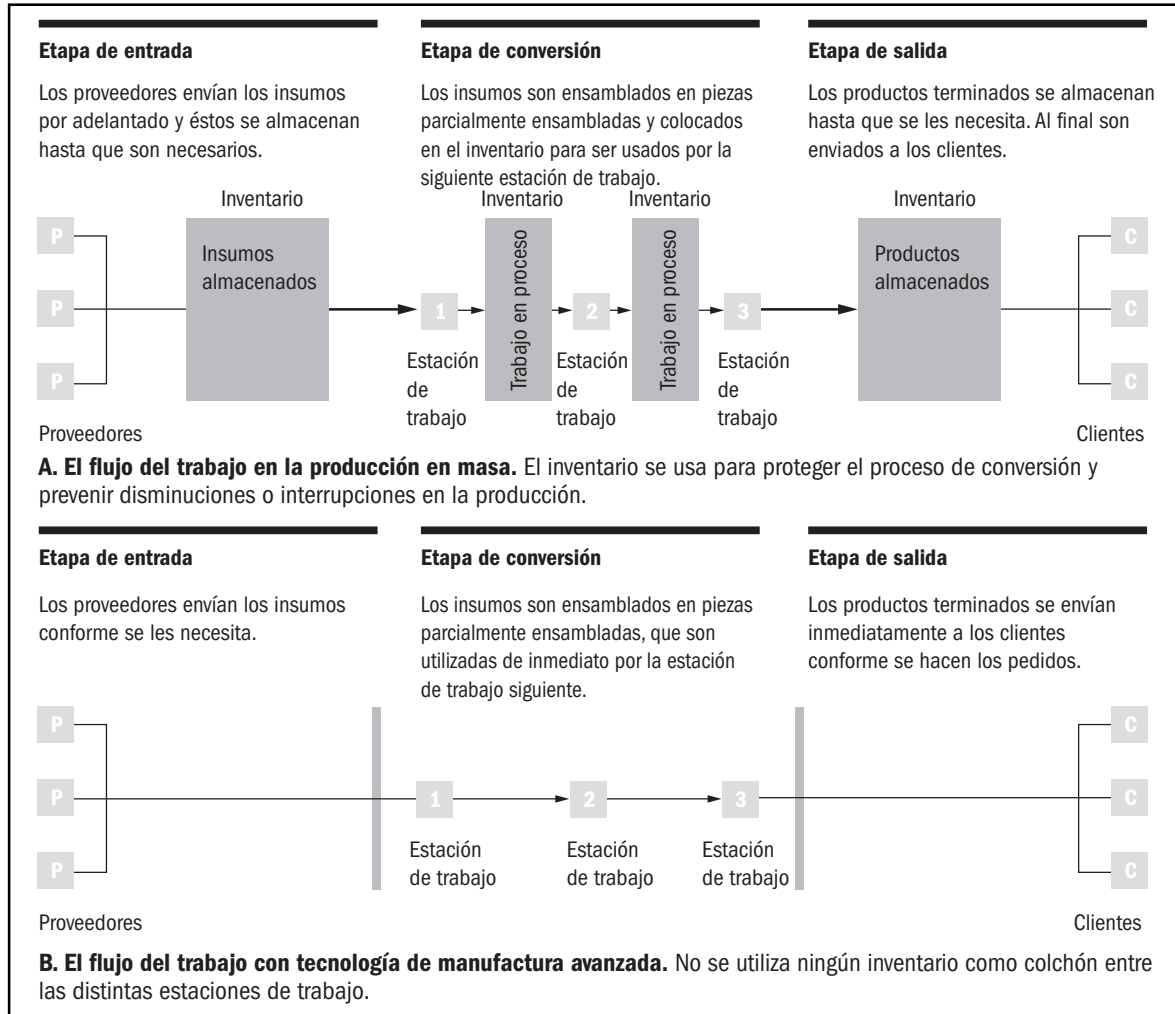 Etapa de entrada
Los proveedores envían los insumos
por adelantado y éstos se almacenan
hasta que son necesarios.
Etapa de conversión
Los insumos son ensamblados en piezas
parcialmente ensambladas y colocados
en el inventario para ser usados por la
siguiente estación de trabajo.
Etapa de salida
Los productos terminados se almacenan
hasta que se les necesita. Al final son
enviados a los clientes.
Inventario
Inventario
Inventario
Inventario
P
P
P
Proveedores
Insumos
almacenados
1
Estación
de
trabajo
Trabajo en proceso
2
Estación
de
trabajo
Trabajo en proceso
3
Estación
de
trabajo
Productos
almacenados
C
C
C
Clientes
A. El flujo del trabajo en la producción en masa. El inventario se usa para proteger el proceso de conversión y
prevenir disminuciones o interrupciones en la producción.
Etapa de entrada
Los proveedores envían los insumos
conforme se les necesita.
Etapa de conversión
Los insumos son ensamblados en piezas
parcialmente ensambladas, que son
utilizadas de inmediato por la estación
de trabajo siguiente.
Etapa de salida
Los productos terminados se envían
inmediatamente a los clientes
conforme se hacen los pedidos.
P
P
P
Proveedores
1
Estación
de trabajo
2
Estación
de trabajo
3
Estación
de trabajo
C
C
C
Clientes
B. El flujo del trabajo con tecnología de manufactura avanzada. No se utiliza ningún inventario como colchón entre
las distintas estaciones de trabajo.